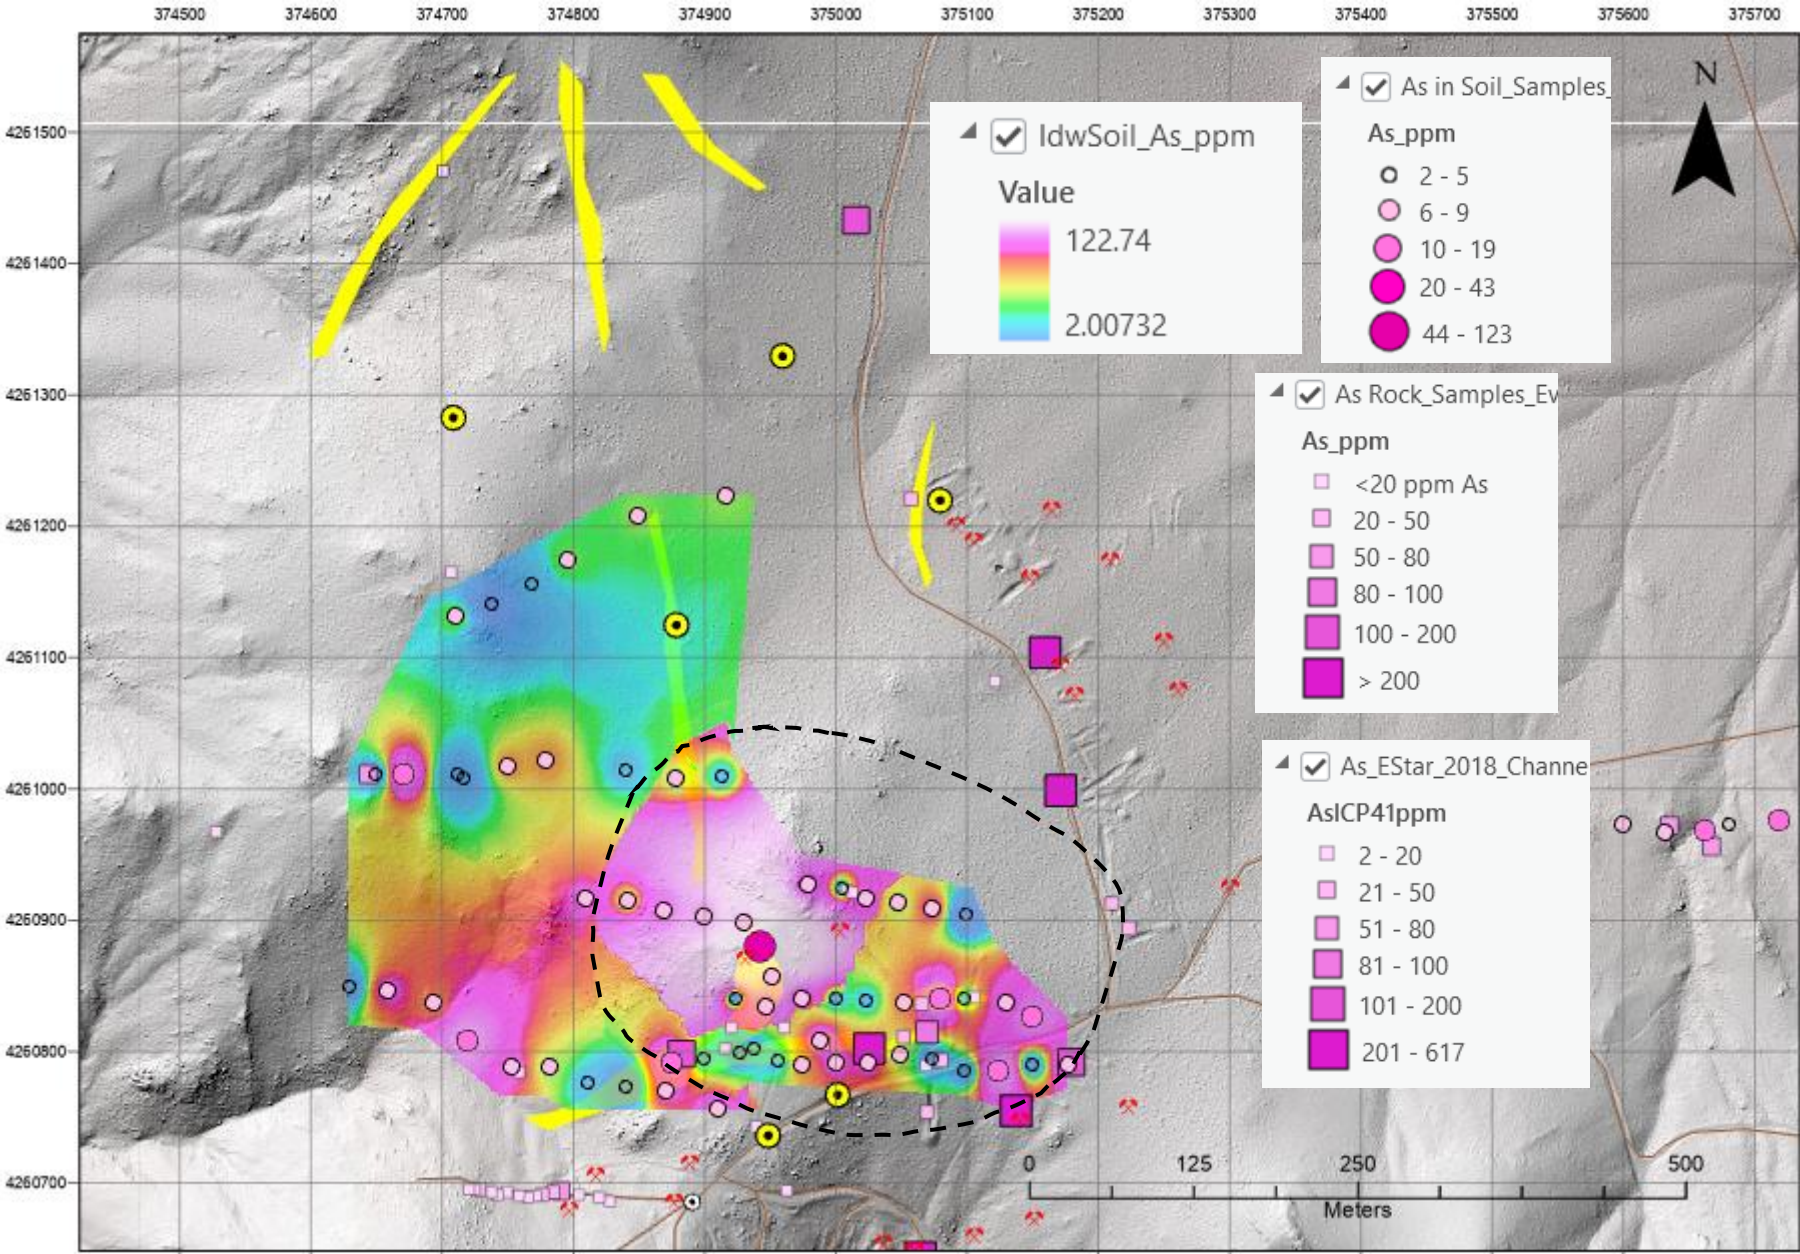 374500 374600 374700 374800 374900 375000 375100 375200 375300 375400 375500 375600 375700
4261500
4261400
4261300
4261200
4261100
4261000
4260900
4260800
4260700
IdwSoil_As_ppm
Value
122.74
2.00732
As in Soil_Samples_
As_ppm
2 - 5
6 - 9
10 - 19
20 - 43
44 - 123
N
As Rock_Samples_Ev
As_ppm
<20 ppm As
20 - 50
50 - 80
80 - 100
100 - 200
> 200
As_EStar_2018_Channe
AsICP41ppm
2 - 20
21 - 50
51 - 80
81 - 100
101 - 200
201 - 617
0 125 250 500
Meters